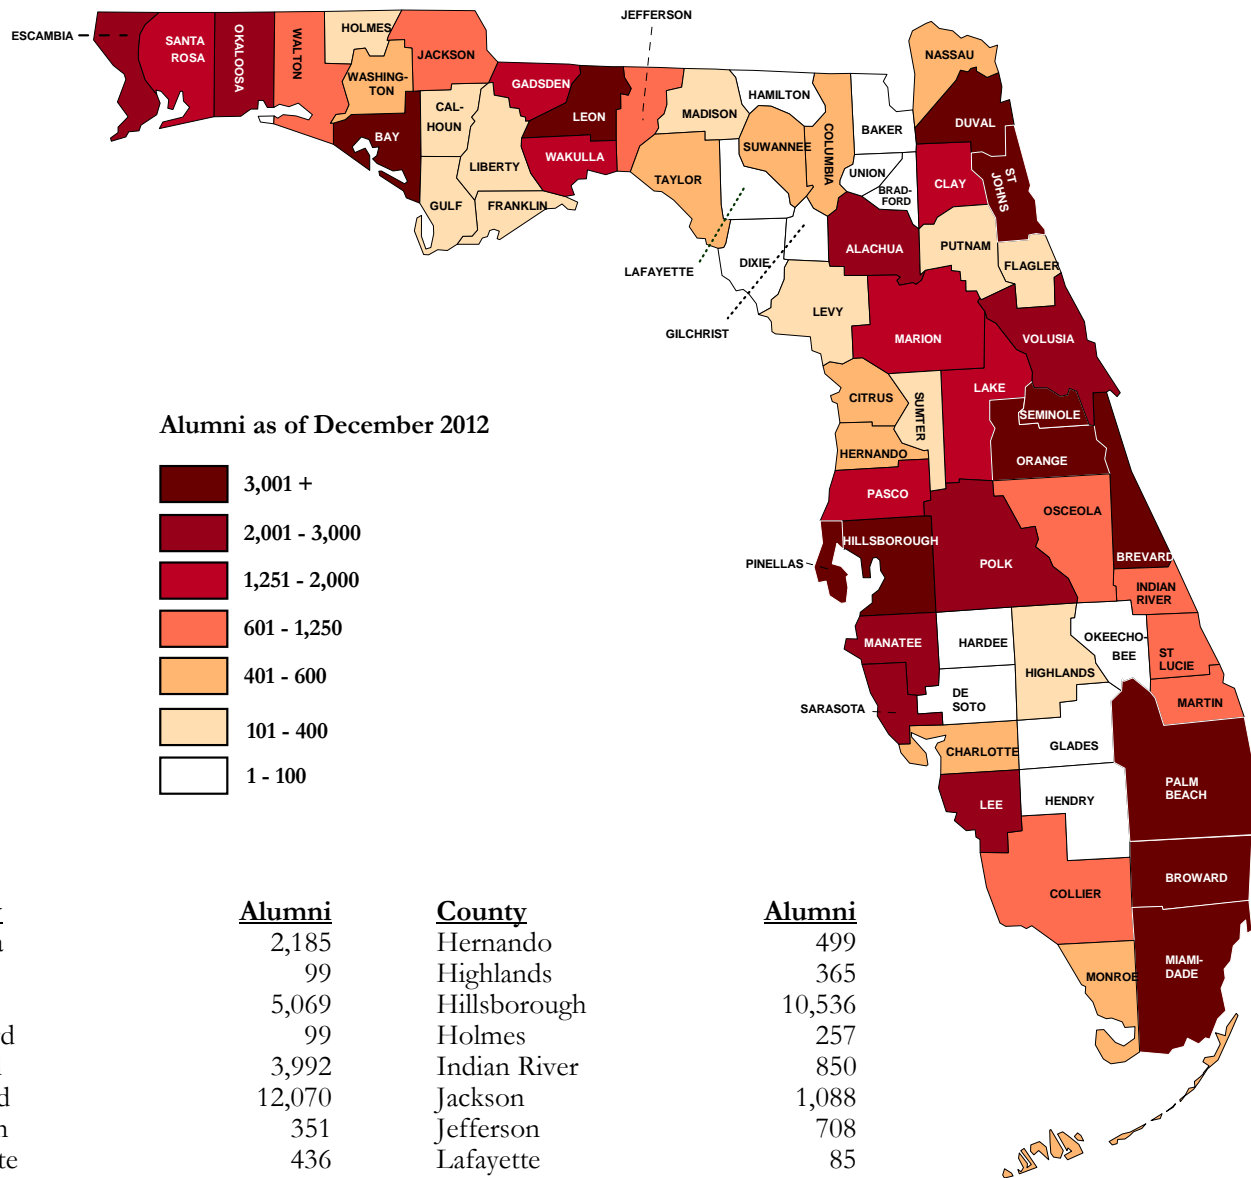 JEFFERSON
ESCAMBIA
SANTA
ROSA
OKALOOSA
WALTON
HOLMES
WASHING-
TON
JACKSON
BAY
CAL-
HOUN
GULF
LIBERTY
FRANKLIN
GADSDEN
LEON
WAKULLA
MADISON
TAYLOR
HAMILTON
SUWANNEE
COLUMBIA
BAKER
NASSAU
DUVAL
UNION
BRAD-
FORD
CLAY
ST
JOHNS
LAFAYETTE
DIXIE
GILCHRIST
ALACHUA
PUTNAM
FLAGLER
LEVY
MARION
VOLUSIA
CITRUS
SUMTER
LAKE
SEMINOLE
HERNANDO
ORANGE
PASCO
OSCEOLA
PINELLAS
HILLSBOROUGH
POLK
BREVARD
INDIAN
RIVER
MANATEE
HARDEE
HIGHLANDS
OKEECHO-
BEE
ST
LUCIE
SARASOTA
DE
SOTO
MARTIN
CHARLOTTE
GLADES
LEE
HENDRY
PALM
BEACH
COLLIER
BROWARD
MONROE
MIAMI-
DADE
Alumni as of December 2012
3,001 +
2,001 - 3,000
1,251 - 2,000
601 - 1,250
401 - 600
101 - 400
1 - 100
Alumni County Alumni
a 2,185 Hernando 499
99 Highlands 365
5,069 Hillsborough 10,536
rd 99 Holmes 257
3,992 Indian River 850
d 12,070 Jackson 1,088
n 351 Jefferson 708
te 436 Lafayette 85